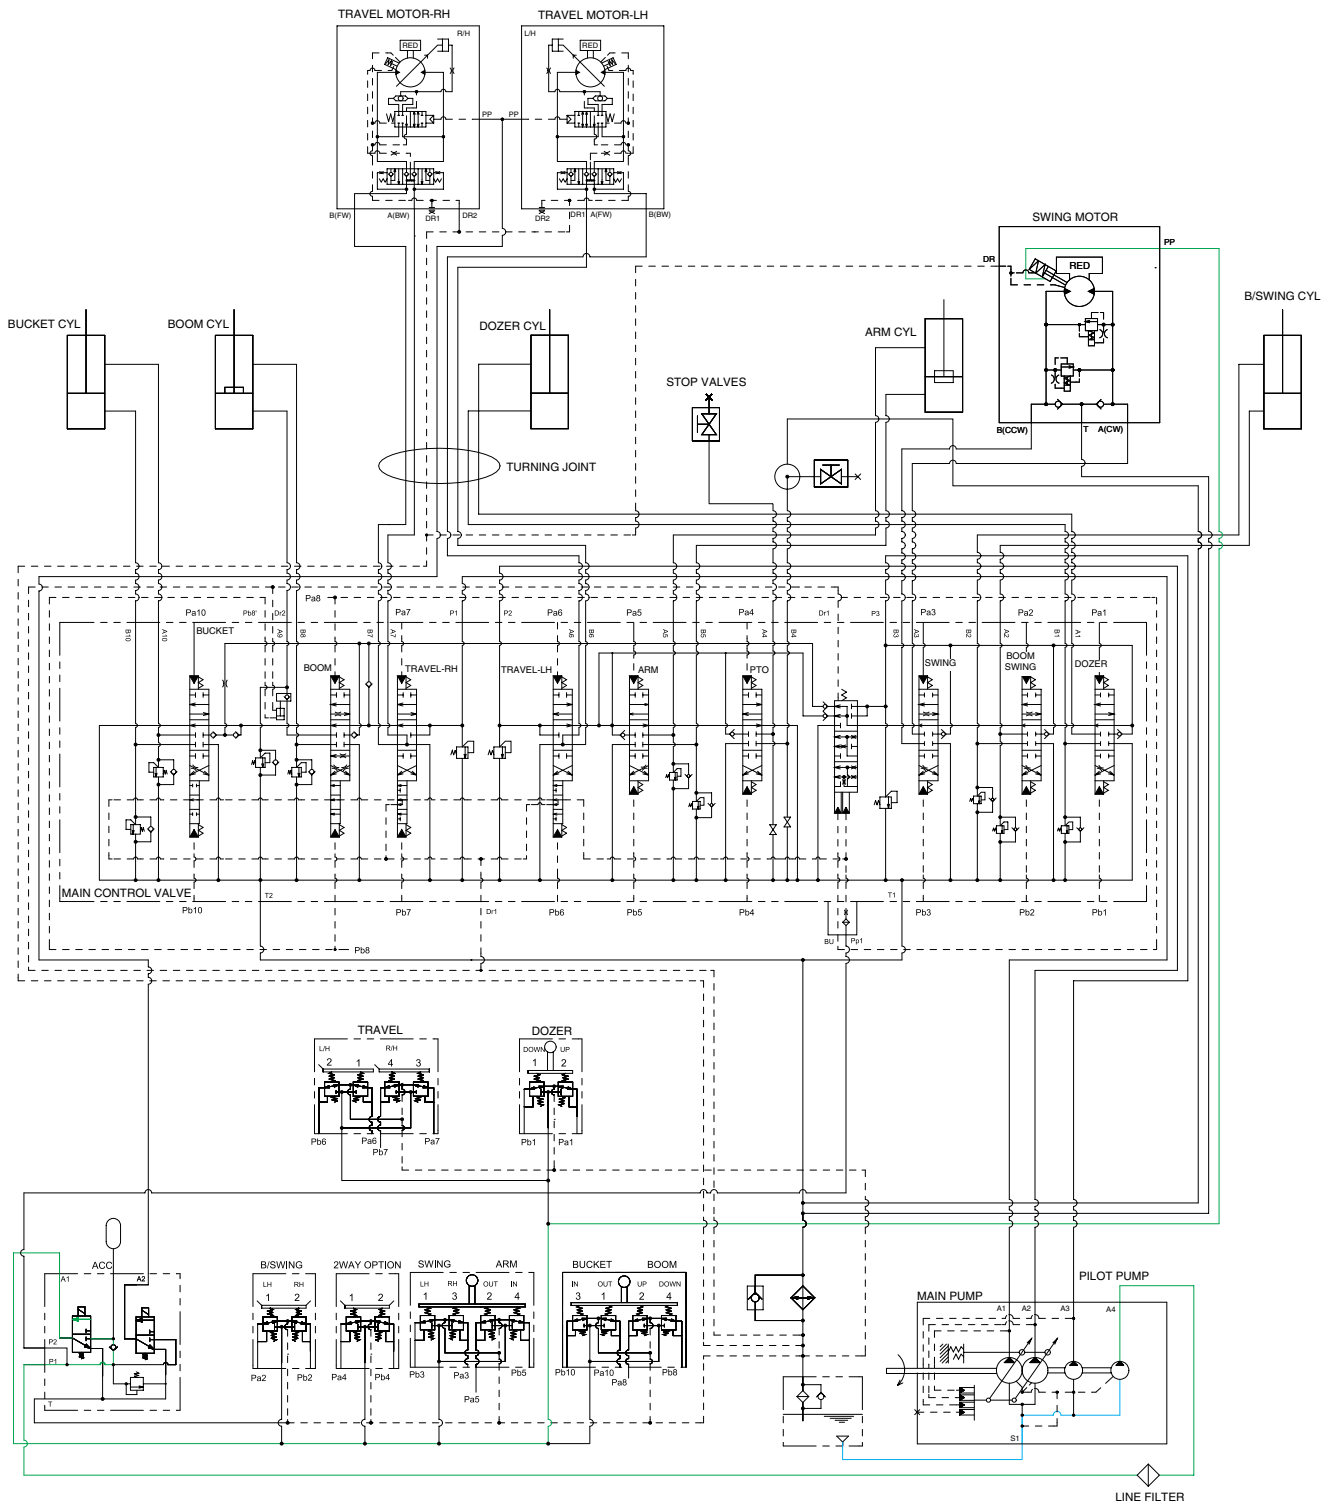 TRAVEL MOTOR-RH TRAVEL MOTOR-LH
R/H L/H
RED RED
PP PP
B(FW) A(BW) DR1 DR2 DR2 DR1 A(FW) B(BW)
SWING MOTOR
PP
DR
RED
B(CCW) T A(CW)
BUCKET CYL BOOM CYL DOZER CYL ARM CYL B/SWING CYL
STOP VALVES
TURNING JOINT
Pa8
Pa10 Pb8' Dr2 Pa7 P1 P2 Pa6 Pa5 Pa4 Dr1 P3 Pa3 Pa2 Pa1
B10 A10 A9 B8 B7 A7 A6 B6 A5 B5 A4 B4 B3 A3 B2 A2 B1 A1
BUCKET
BOOM TRAVEL-RH TRAVEL-LH ARM PTO SWING BOOM SWING DOZER
MAIN CONTROL VALVE
T2 T1
Pb10 Pb7 Dr1 Pb6 Pb5 Pb4 Pb3 Pb2 Pb1
BU Pp1
Pb8
TRAVEL
L/H R/H
2 1 4 3
Pb6 Pa6 Pb7 Pa7
DOZER
DOWN UP
1 2
Pb1 Pa1
ACC
A1 A2
P2
P1
T
B/SWING
LH RH
1 2
Pa2 Pb2
2WAY OPTION
1 2
Pa4 Pb4
SWING ARM
LH RH OUT IN
1 3 2 4
Pb3 Pa3 Pa5 Pb5
BUCKET BOOM
IN OUT UP DOWN
3 1 2 4
Pb10 Pa10 Pa8 Pb8
PILOT PUMP
MAIN PUMP
A1 A2 A3 A4
S1
LINE FILTER